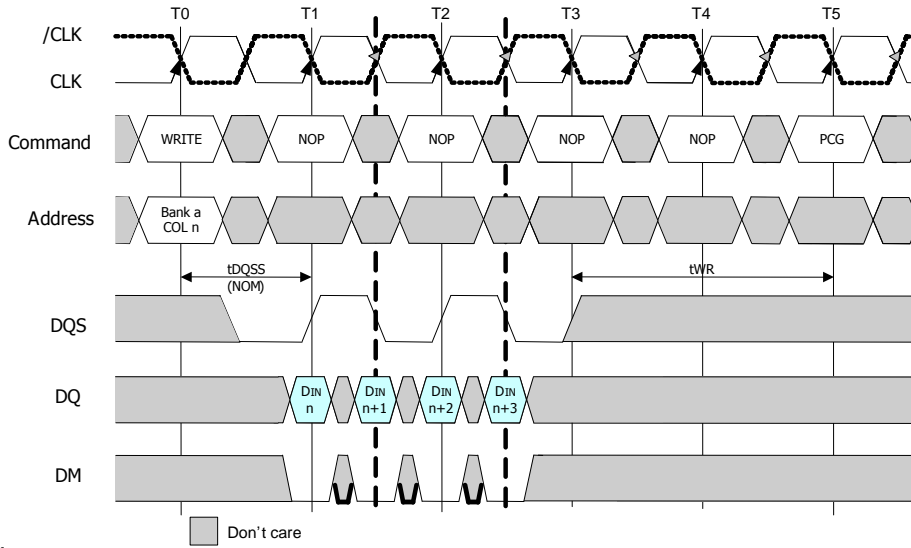 T0 T1 T2 T3 T4 T5
/CLK
CLK
Command WRITE NOP NOP NOP NOP PCG
Address Bank a
COL n
tDQSS
(NOM)
tWR
DQS
DQ DIN DIN DIN DIN
n n+1 n+2 n+3
DM
Don't care